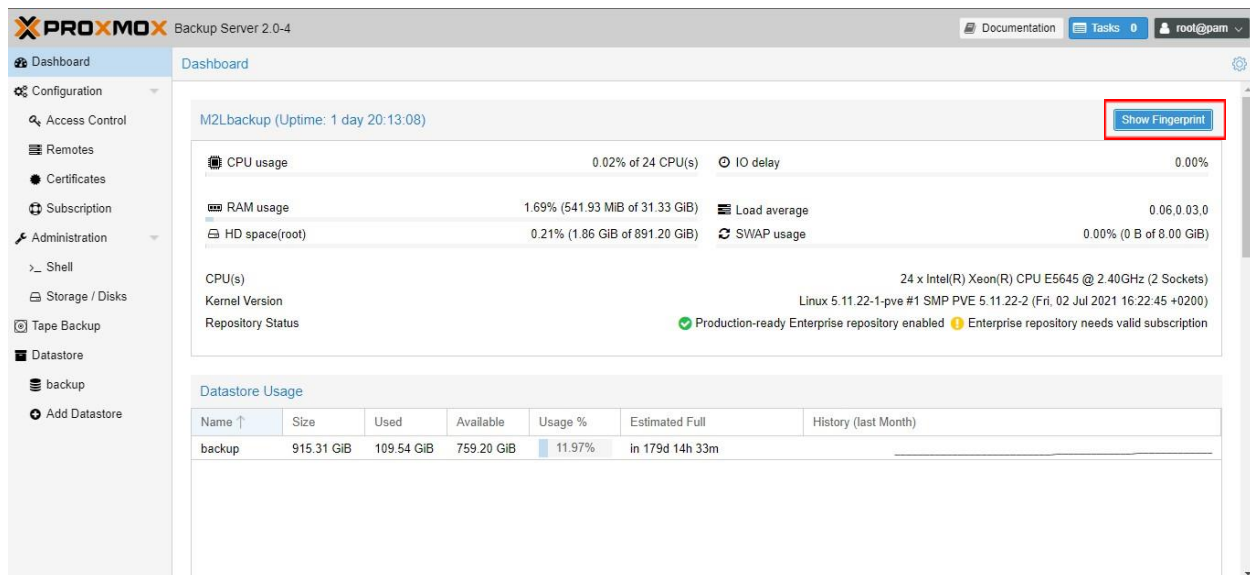 PROXMOX Backup Server 2.0-4 Documentation Tasks 0 root@pam
Dashboard
Configuration
Access Control
Remotes
Certificates
Subscription
Administration
>_ Shell
Storage / Disks
Tape Backup
Datastore
backup
Add Datastore
Dashboard
M2Lbackup (Uptime: 1 day 20:13:08) Show Fingerprint
CPU usage 0.02% of 24 CPU(s) IO delay 0.00%
RAM usage 1.69% (541.93 MiB of 31.33 GiB) Load average 0.06,0.03,0
HD space(root) 0.21% (1.86 GiB of 891.20 GiB) SWAP usage 0.00% (0 B of 8.00 GiB)
CPU(s) 24 x Intel(R) Xeon(R) CPU E5645 @ 2.40GHz (2 Sockets)
Kernel Version Linux 5.11.22-1-pve #1 SMP PVE 5.11.22-2 (Fri, 02 Jul 2021 16:22:45 +0200)
Repository Status Production-ready Enterprise repository enabled Enterprise repository needs valid subscription
Datastore Usage
Name ↑ Size Used Available Usage % Estimated Full History (last Month)
backup 915.31 GiB 109.54 GiB 759.20 GiB 11.97% in 179d 14h 33m